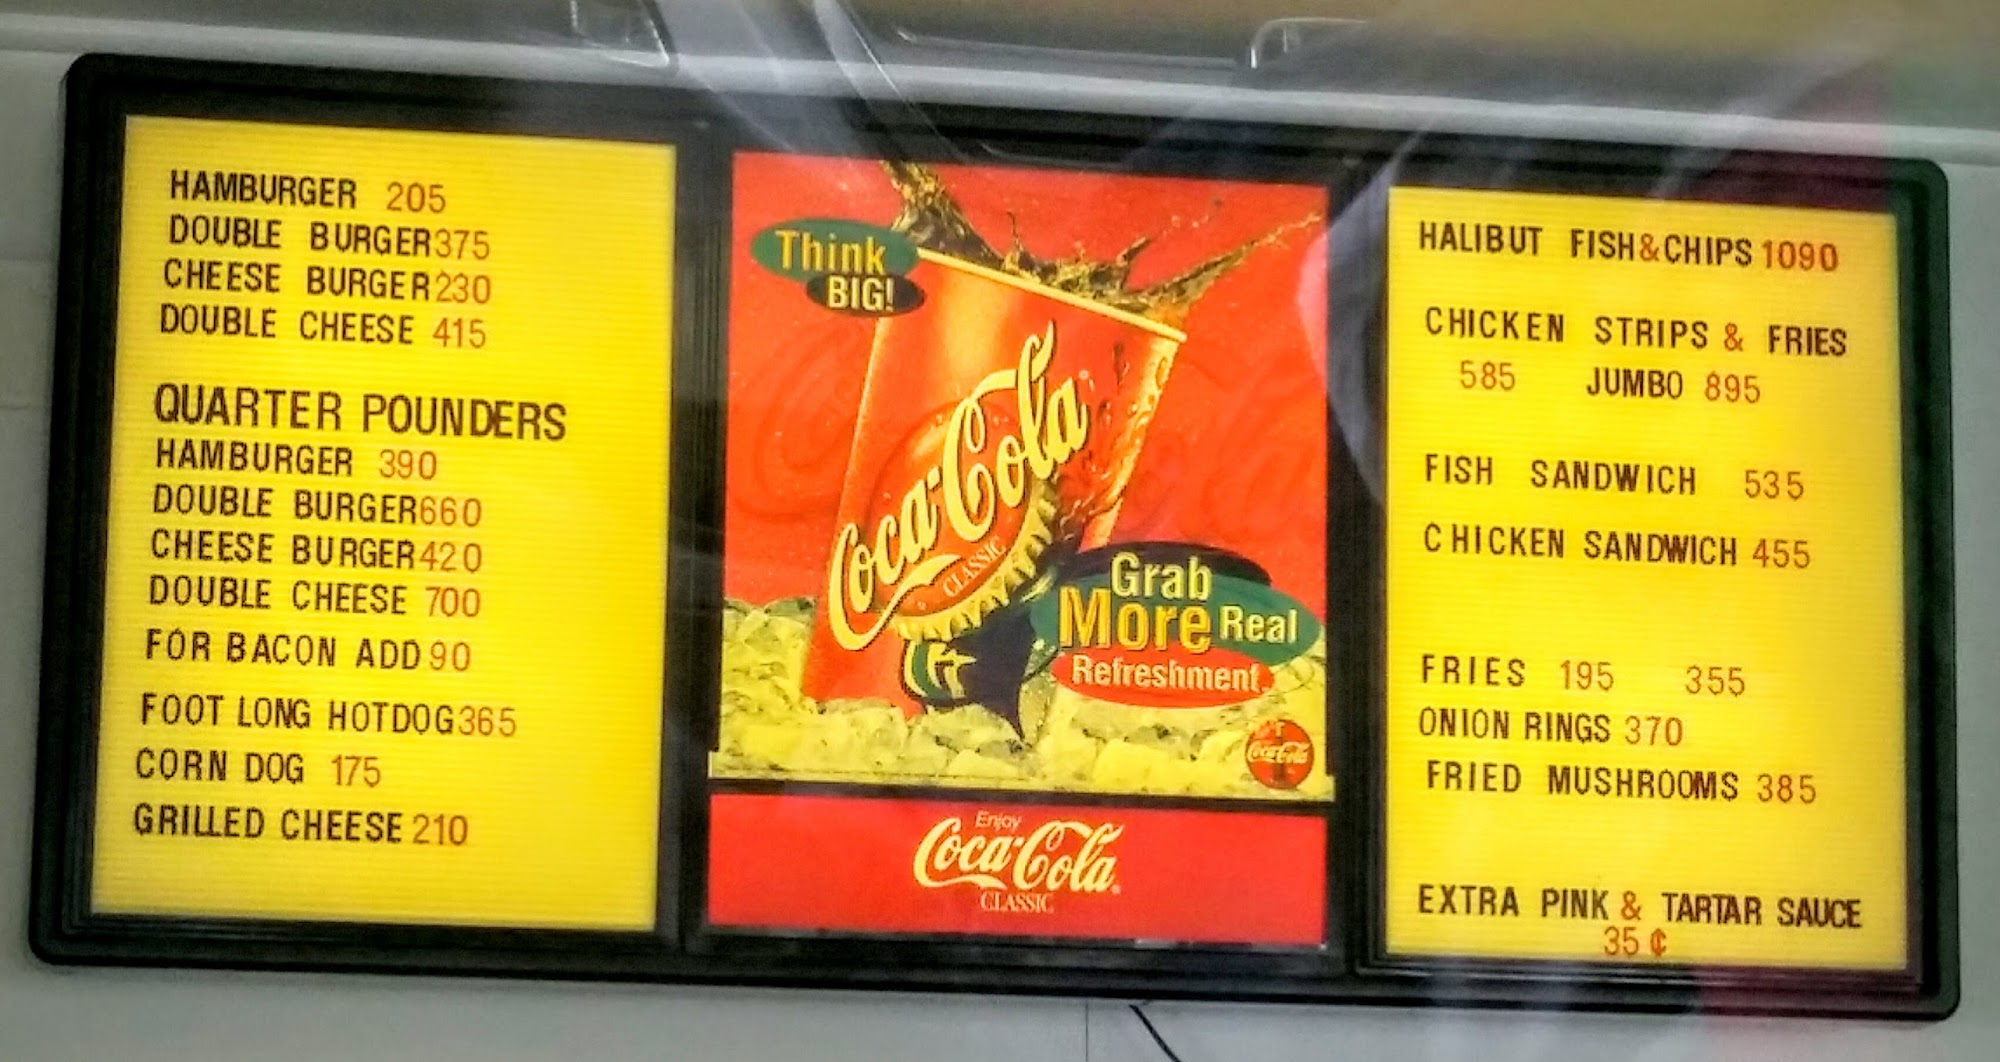 HAMBURGER 205
DOUBLE BURGER 375
CHEESE BURGER 230
DOUBLE CHEESE 415
QUARTER POUNDERS
HAMBURGER 390
DOUBLE BURGER 660
CHEESE BURGER 420
DOUBLE CHEESE 700
FOR BACON ADD 90
FOOT LONG HOTDOG 365
CORN DOG 175
GRILLED CHEESE 210
Think
BIG!
Coca-Cola
CLASSIC
Grab
More Real
Refreshment.
Coca-Cola
Enjoy
Coca-Cola
CLASSIC
HALIBUT FISH & CHIPS 1090
CHICKEN STRIPS & FRIES
585 JUMBO 895
FISH SANDWICH 535
CHICKEN SANDWICH 455
FRIES 195 355
ONION RINGS 370
FRIED MUSHROOMS 385
EXTRA PINK & TARTAR SAUCE
35 ¢